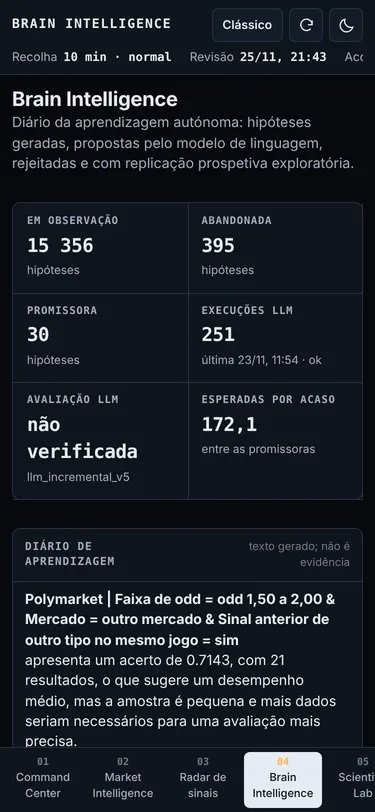 BRAIN INTELLIGENCE
Clássico
Recolha 10 min · normal Revisão 25/11, 21:43
Brain Intelligence
Diário da aprendizagem autónoma: hipóteses
geradas, propostas pelo modelo de linguagem,
rejeitadas e com replicação prospetiva exploratória.
EM OBSERVAÇÃO
15 356
hipóteses
ABANDONADA
395
hipóteses
PROMISSORA
30
hipóteses
EXECUÇÕES LLM
251
última 23/11, 11:54 · ok
AVALIAÇÃO LLM
não
verificada
llm_incremental_v5
ESPERADAS POR ACASO
172,1
entre as promissoras
DIÁRIO DE
APRENDIZAGEM
texto gerado; não é
evidência
Polymarket | Faixa de odd = odd 1,50 a 2,00 &
Mercado = outro mercado & Sinal anterior de
outro tipo no mesmo jogo = sim
apresenta um acerto de 0.7143, com 21
resultados, o que sugere um desempenho
médio, mas a amostra é pequena e mais dados
seriam necessários para uma avaliação mais
precisa.
01
Command
Center
02
Market
Intelligence
03
Radar de
sinais
04
Brain
Intelligence
05
Lab